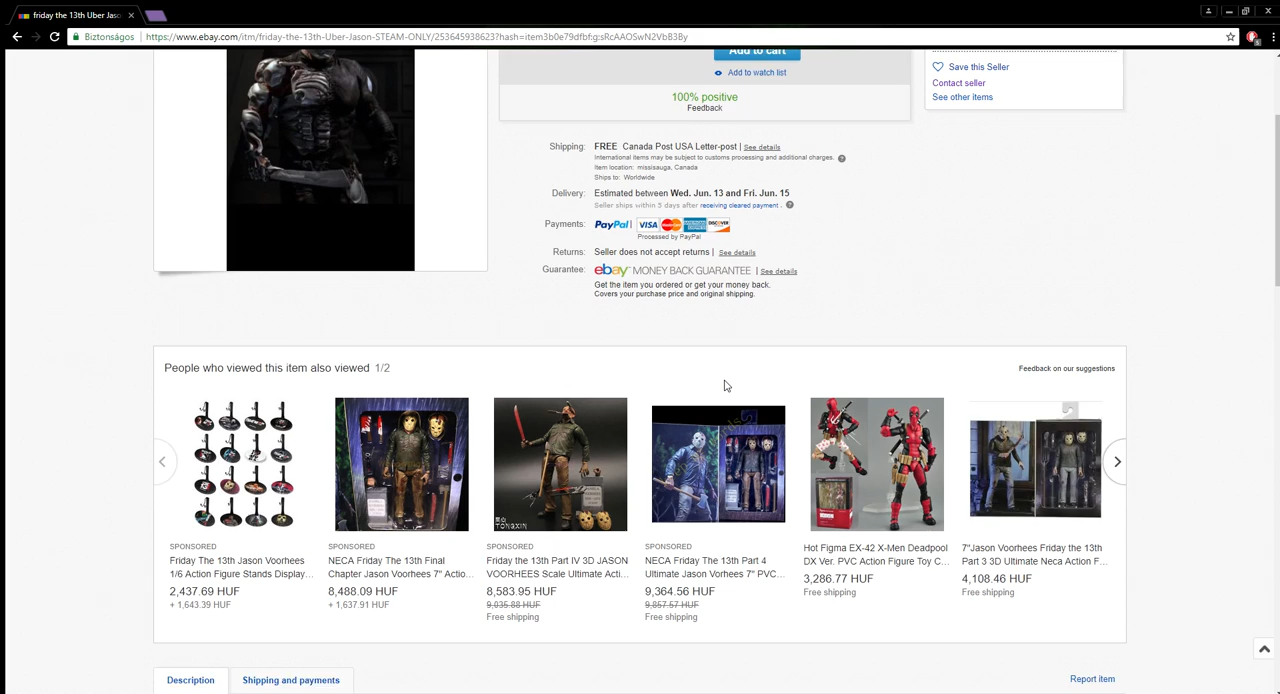 friday the 13th Uber Jaso
Biztonságos
https://www.ebay.com/itm/friday-the-13th-Uber-Jason-STEAM-ONLY/253645938623?hash=item3b0e79dfbf:g:sRcAAOSwN2VbB3By
Add to cart
Add to watch list
100% positive
Feedback
Save this Seller
Contact seller
See other items
Shipping: FREE Canada Post USA Letter-post | See details
International items may be subject to customs processing and additional charges.
Item location: missisauga, Canada
Ships to: Worldwide
Delivery: Estimated between Wed. Jun. 13 and Fri. Jun. 15
Seller ships within 3 days after receiving cleared payment .
Payments: PayPal VISA
Processed by PayPal
Returns: Seller does not accept returns | See details
Guarantee: ebay MONEY BACK GUARANTEE | See details
Get the item you ordered or get your money back.
Covers your purchase price and original shipping.
People who viewed this item also viewed 1/2
Feedback on our suggestions
TONGXIN
SPONSORED
Friday The 13th Jason Voorhees
1/6 Action Figure Stands Display...
2,437.69 HUF
+ 1,643.39 HUF
SPONSORED
NECA Friday The 13th Final
Chapter Jason Voorhees 7" Actio...
8,488.09 HUF
+ 1,637.91 HUF
SPONSORED
Friday the 13th Part IV 3D JASON
VOORHEES Scale Ultimate Acti...
8,583.95 HUF
9,035.88 HUF
Free shipping
SPONSORED
NECA Friday The 13th Part 4
Ultimate Jason Vorhees 7" PVC...
9,364.56 HUF
9,857.57 HUF
Free shipping
Hot Figma EX-42 X-Men Deadpool
DX Ver. PVC Action Figure Toy C...
3,286.77 HUF
Free shipping
7"Jason Voorhees Friday the 13th
Part 3 3D Ultimate Neca Action F...
4,108.46 HUF
Free shipping
Description
Shipping and payments
Report item